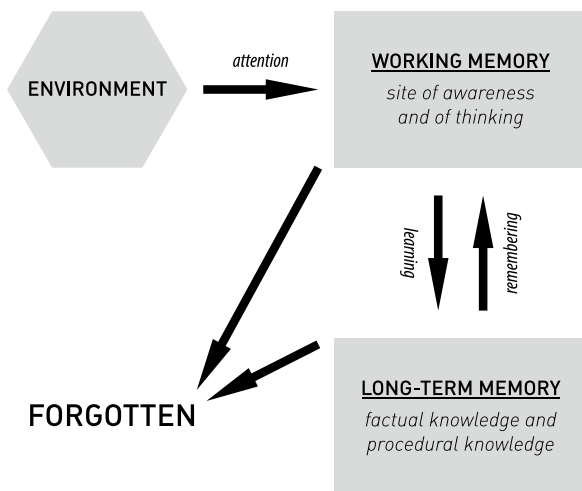 ENVIRONMENT
attention
WORKING MEMORY
site of awareness
and of thinking
learning
remembering
FORGOTTEN
LONG-TERM MEMORY
factual knowledge and
procedural knowledge